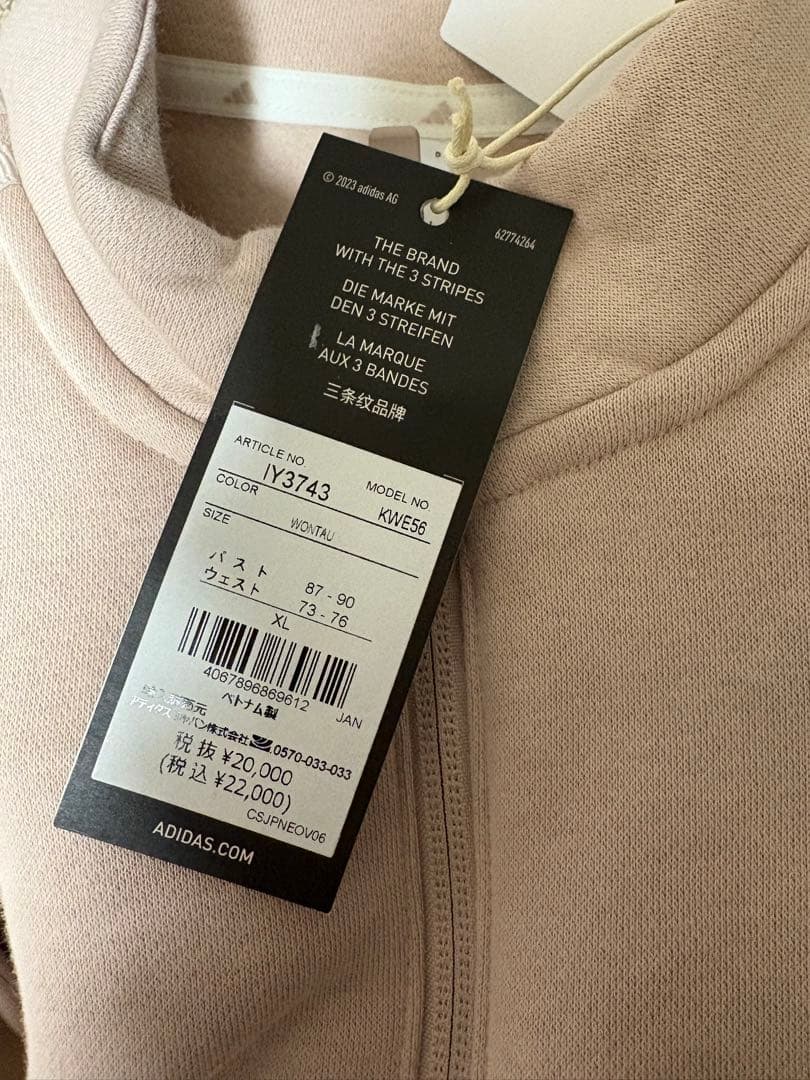 © 2023 adidas AG
62774264
THE BRAND
WITH THE 3 STRIPES
DIE MARKE MIT
DEN 3 STREIFEN
LA MARQUE
AUX 3 BANDES
三条纹品牌
ARTICLE NO.
IY3743
MODEL NO.
KWE56
COLOR
WONTAU
SIZE
バスト 87 - 90
ウェスト 73 - 76
XL
4067896869612
JAN
ベトナム製
アディダス ジャパン株式会社 0570-033-033
税抜 ¥20,000
(税込 ¥22,000)
CSJPNEOV06
ADIDAS.COM